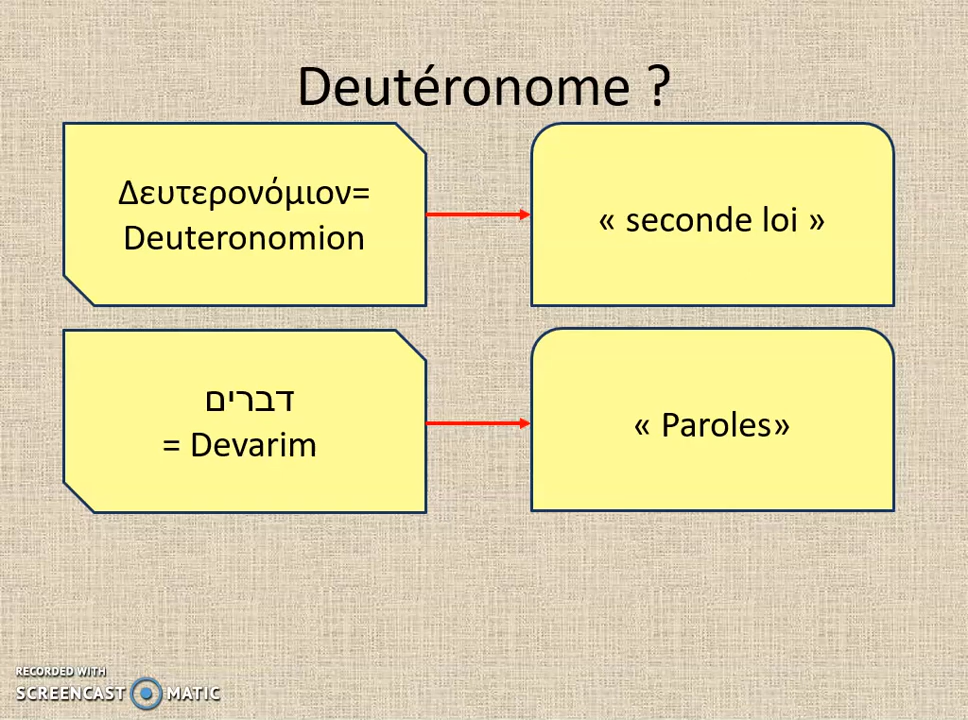 Deutéronome ?
Δευτερονόμιον=
Deuteronomion
« seconde loi »
דברים
= Devarim
« Paroles»
RECORDED WITH
SCREENCAST MATIC